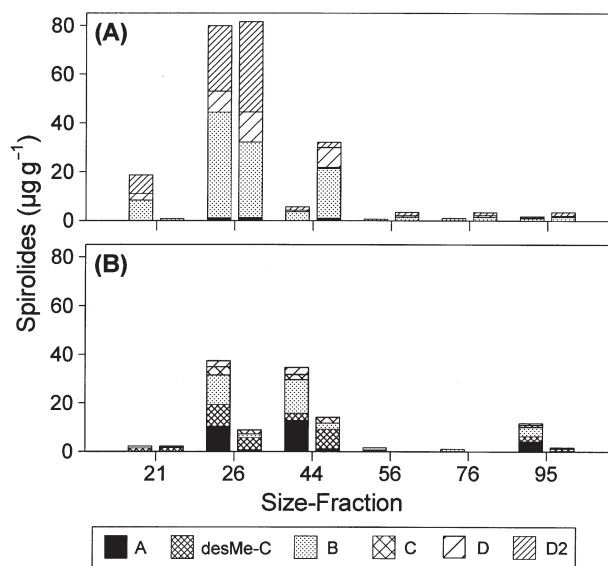 (A)
80
60
40
20
0
Spirolides (µg g⁻¹)
(B)
80
60
40
20
0
21 26 44 56 76 95
Size-Fraction
A desMe-C B C D D2